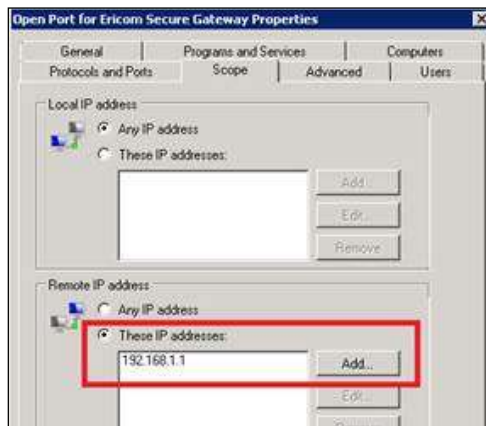 Open Port for Ericom Secure Gateway Properties
General Programs and Services Computers
Protocols and Ports Scope Advanced Users
Local IP address
Any IP address
These IP addresses:
Add...
Edit...
Remove
Remote IP address
Any IP address
These IP addresses:
192.168.1.1 Add...
Edit...